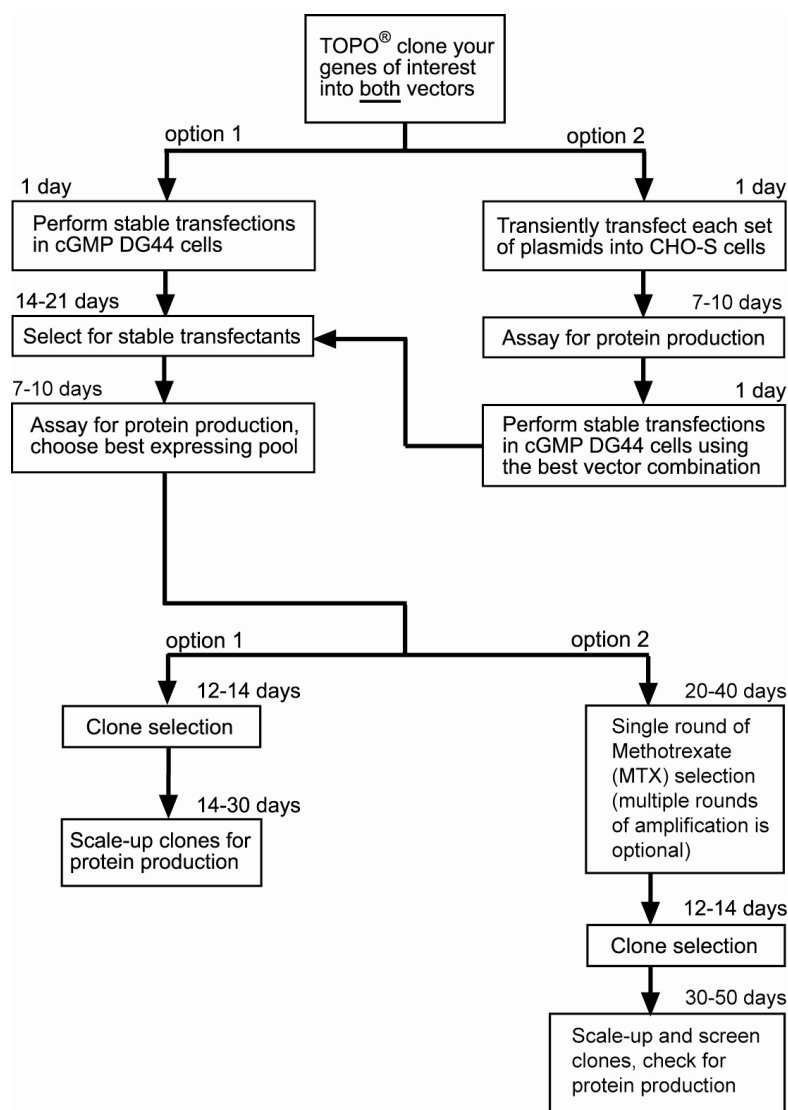 TOPO® clone your
genes of interest
into both vectors
option 1
option 2
1 day
Perform stable transfections
in cGMP DG44 cells
1 day
Transiently transfect each set
of plasmids into CHO-S cells
14-21 days
Select for stable transfectants
7-10 days
Assay for protein production
7-10 days
Assay for protein production,
choose best expressing pool
1 day
Perform stable transfections
in cGMP DG44 cells using
the best vector combination
option 1
option 2
12-14 days
Clone selection
14-30 days
Scale-up clones for
protein production
20-40 days
Single round of
Methotrexate
(MTX) selection
(multiple rounds
of amplification is
optional)
12-14 days
Clone selection
30-50 days
Scale-up and screen
clones, check for
protein production